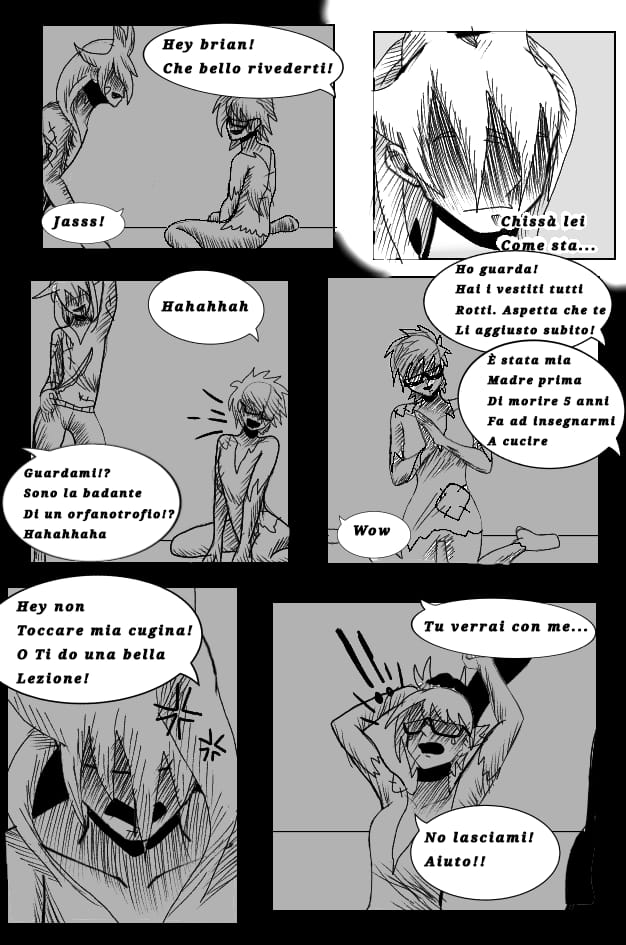 Hey brian!
Che bello rivederti!
Jasss!
Chissà lei
Come sta...
Hahahhah
Guardami!?
Sono la badante
Di un orfanotrofio!?
Hahahhaha
Ho guarda!
Hai i vestiti tutti
Rotti. Aspetta che te
Li aggiusto subito!
È stata mia
Madre prima
Di morire 5 anni
Fa ad insegnarmi
A cucire
Wow
Hey non
Toccare mia cugina!
O Ti do una bella
Lezione!
Tu verrai con me...
!!!
No lasciami!
Aiuto!!